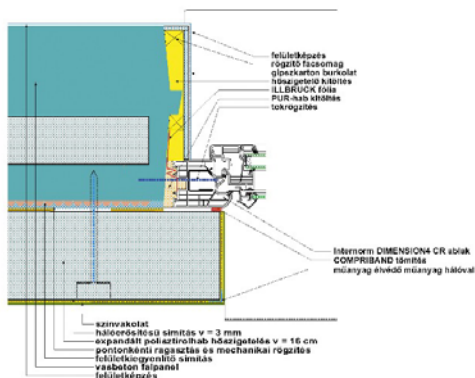 felületképzés
rögzítő facsomag
gipszkarton burkolat
hőszigetelő kitöltés
ILLBRUCK fólia
PUR-hab kitöltés
tokrögzítés
Internorm DIMENSION4 CR ablak
COMPRIBAND tömítés
műanyag élvédő műanyag hálóval
színvakolat
hálóerősítésű simítás v = 3 mm
expandált polisztirolhab hőszigetelés v = 16 cm
pontonkénti ragasztás és mechanikai rögzítés
felületkiegyenlítő simítás
vasbeton falpanel
felületképzés